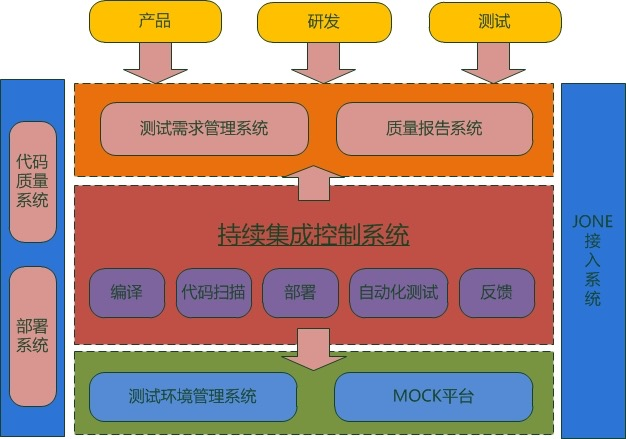 产品
研发
测试
测试需求管理系统
质量报告系统
代码
质量
系统
部署
系统
持续集成控制系统
编译
代码扫描
部署
自动化测试
反馈
测试环境管理系统
MOCK平台
JONE
接
入
系
统